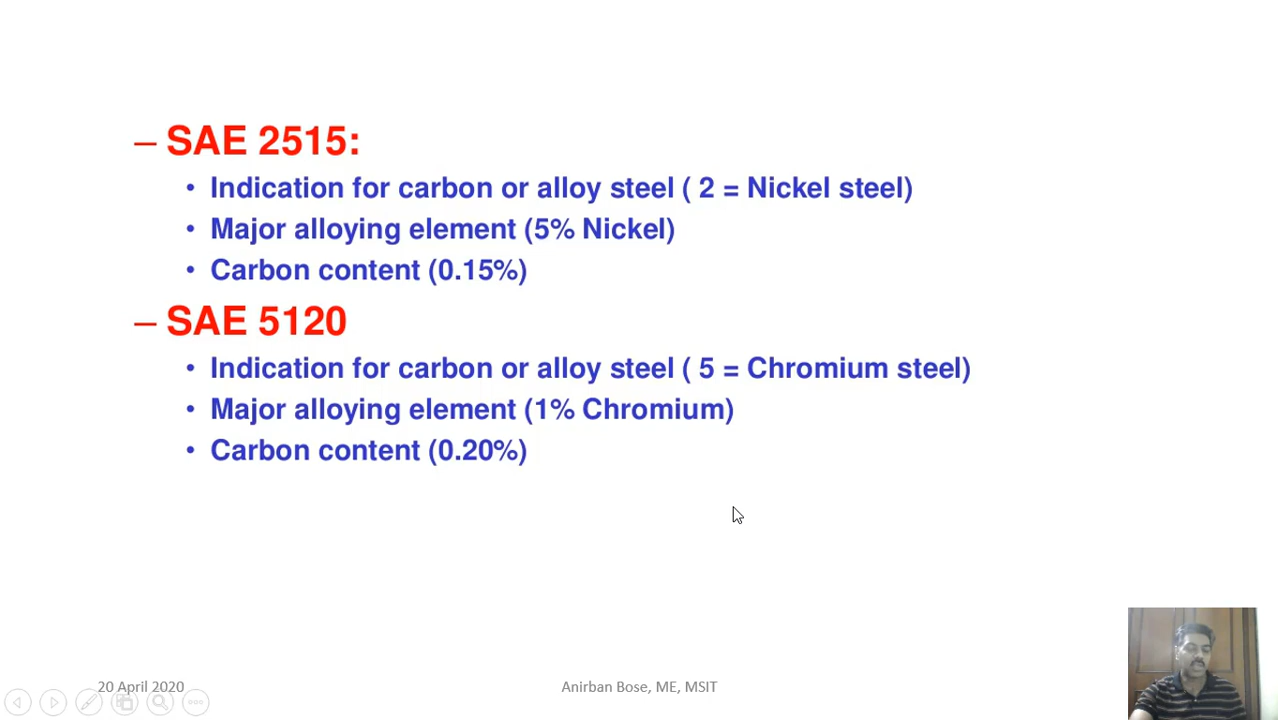 – SAE 2515:
• Indication for carbon or alloy steel ( 2 = Nickel steel)
• Major alloying element (5% Nickel)
• Carbon content (0.15%)
– SAE 5120
• Indication for carbon or alloy steel ( 5 = Chromium steel)
• Major alloying element (1% Chromium)
• Carbon content (0.20%)
20 April 2020
Anirban Bose, ME, MSIT